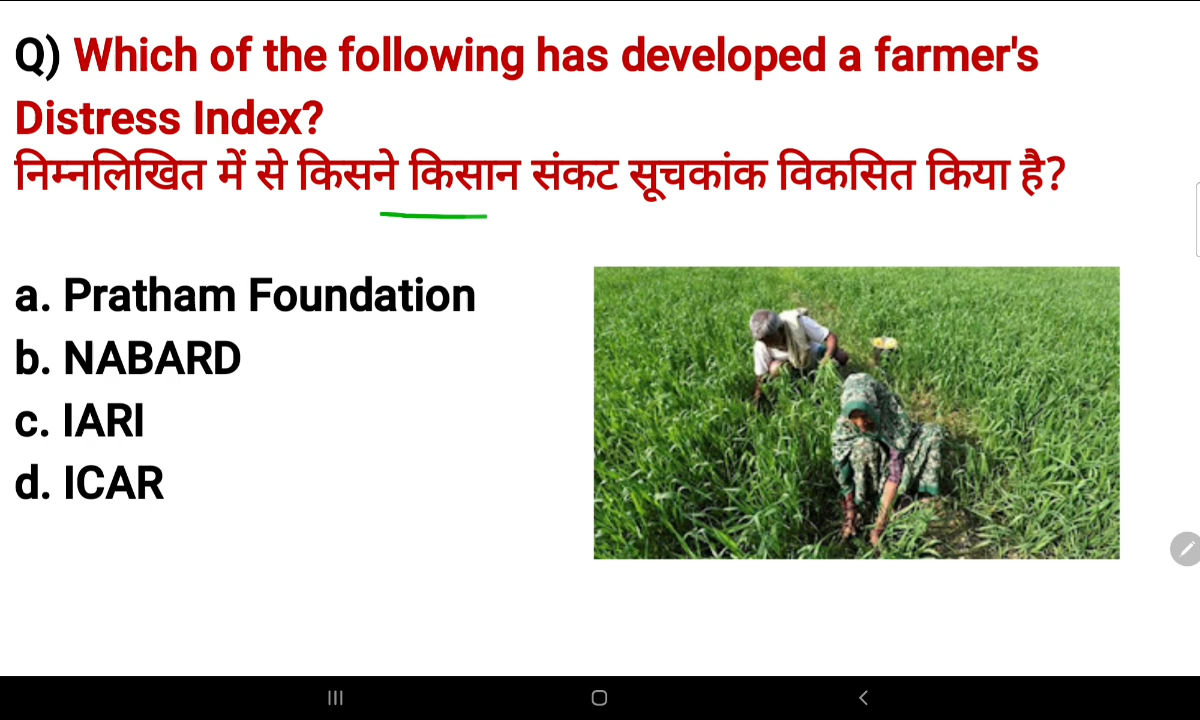 Q) Which of the following has developed a farmer's
Distress Index?
निम्नलिखित में से किसने किसान संकट सूचकांक विकसित किया है?
a. Pratham Foundation
b. NABARD
c. IARI
d. ICAR